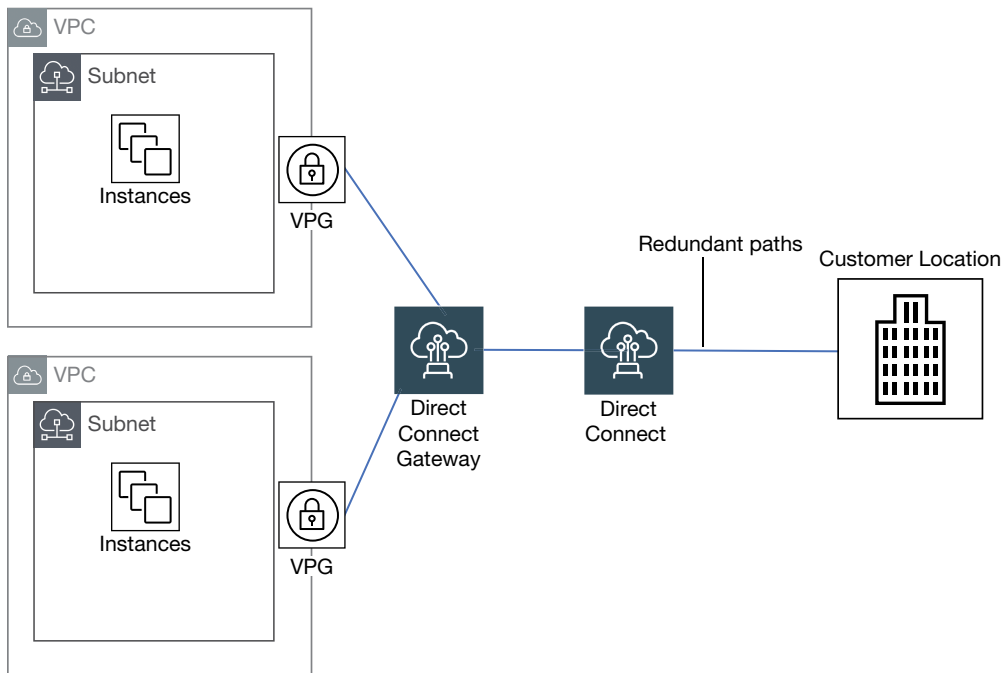 VPC
Subnet
Instances
VPG
VPC
Subnet
Instances
VPG
Direct
Connect
Gateway
Direct
Connect
Redundant paths
Customer Location